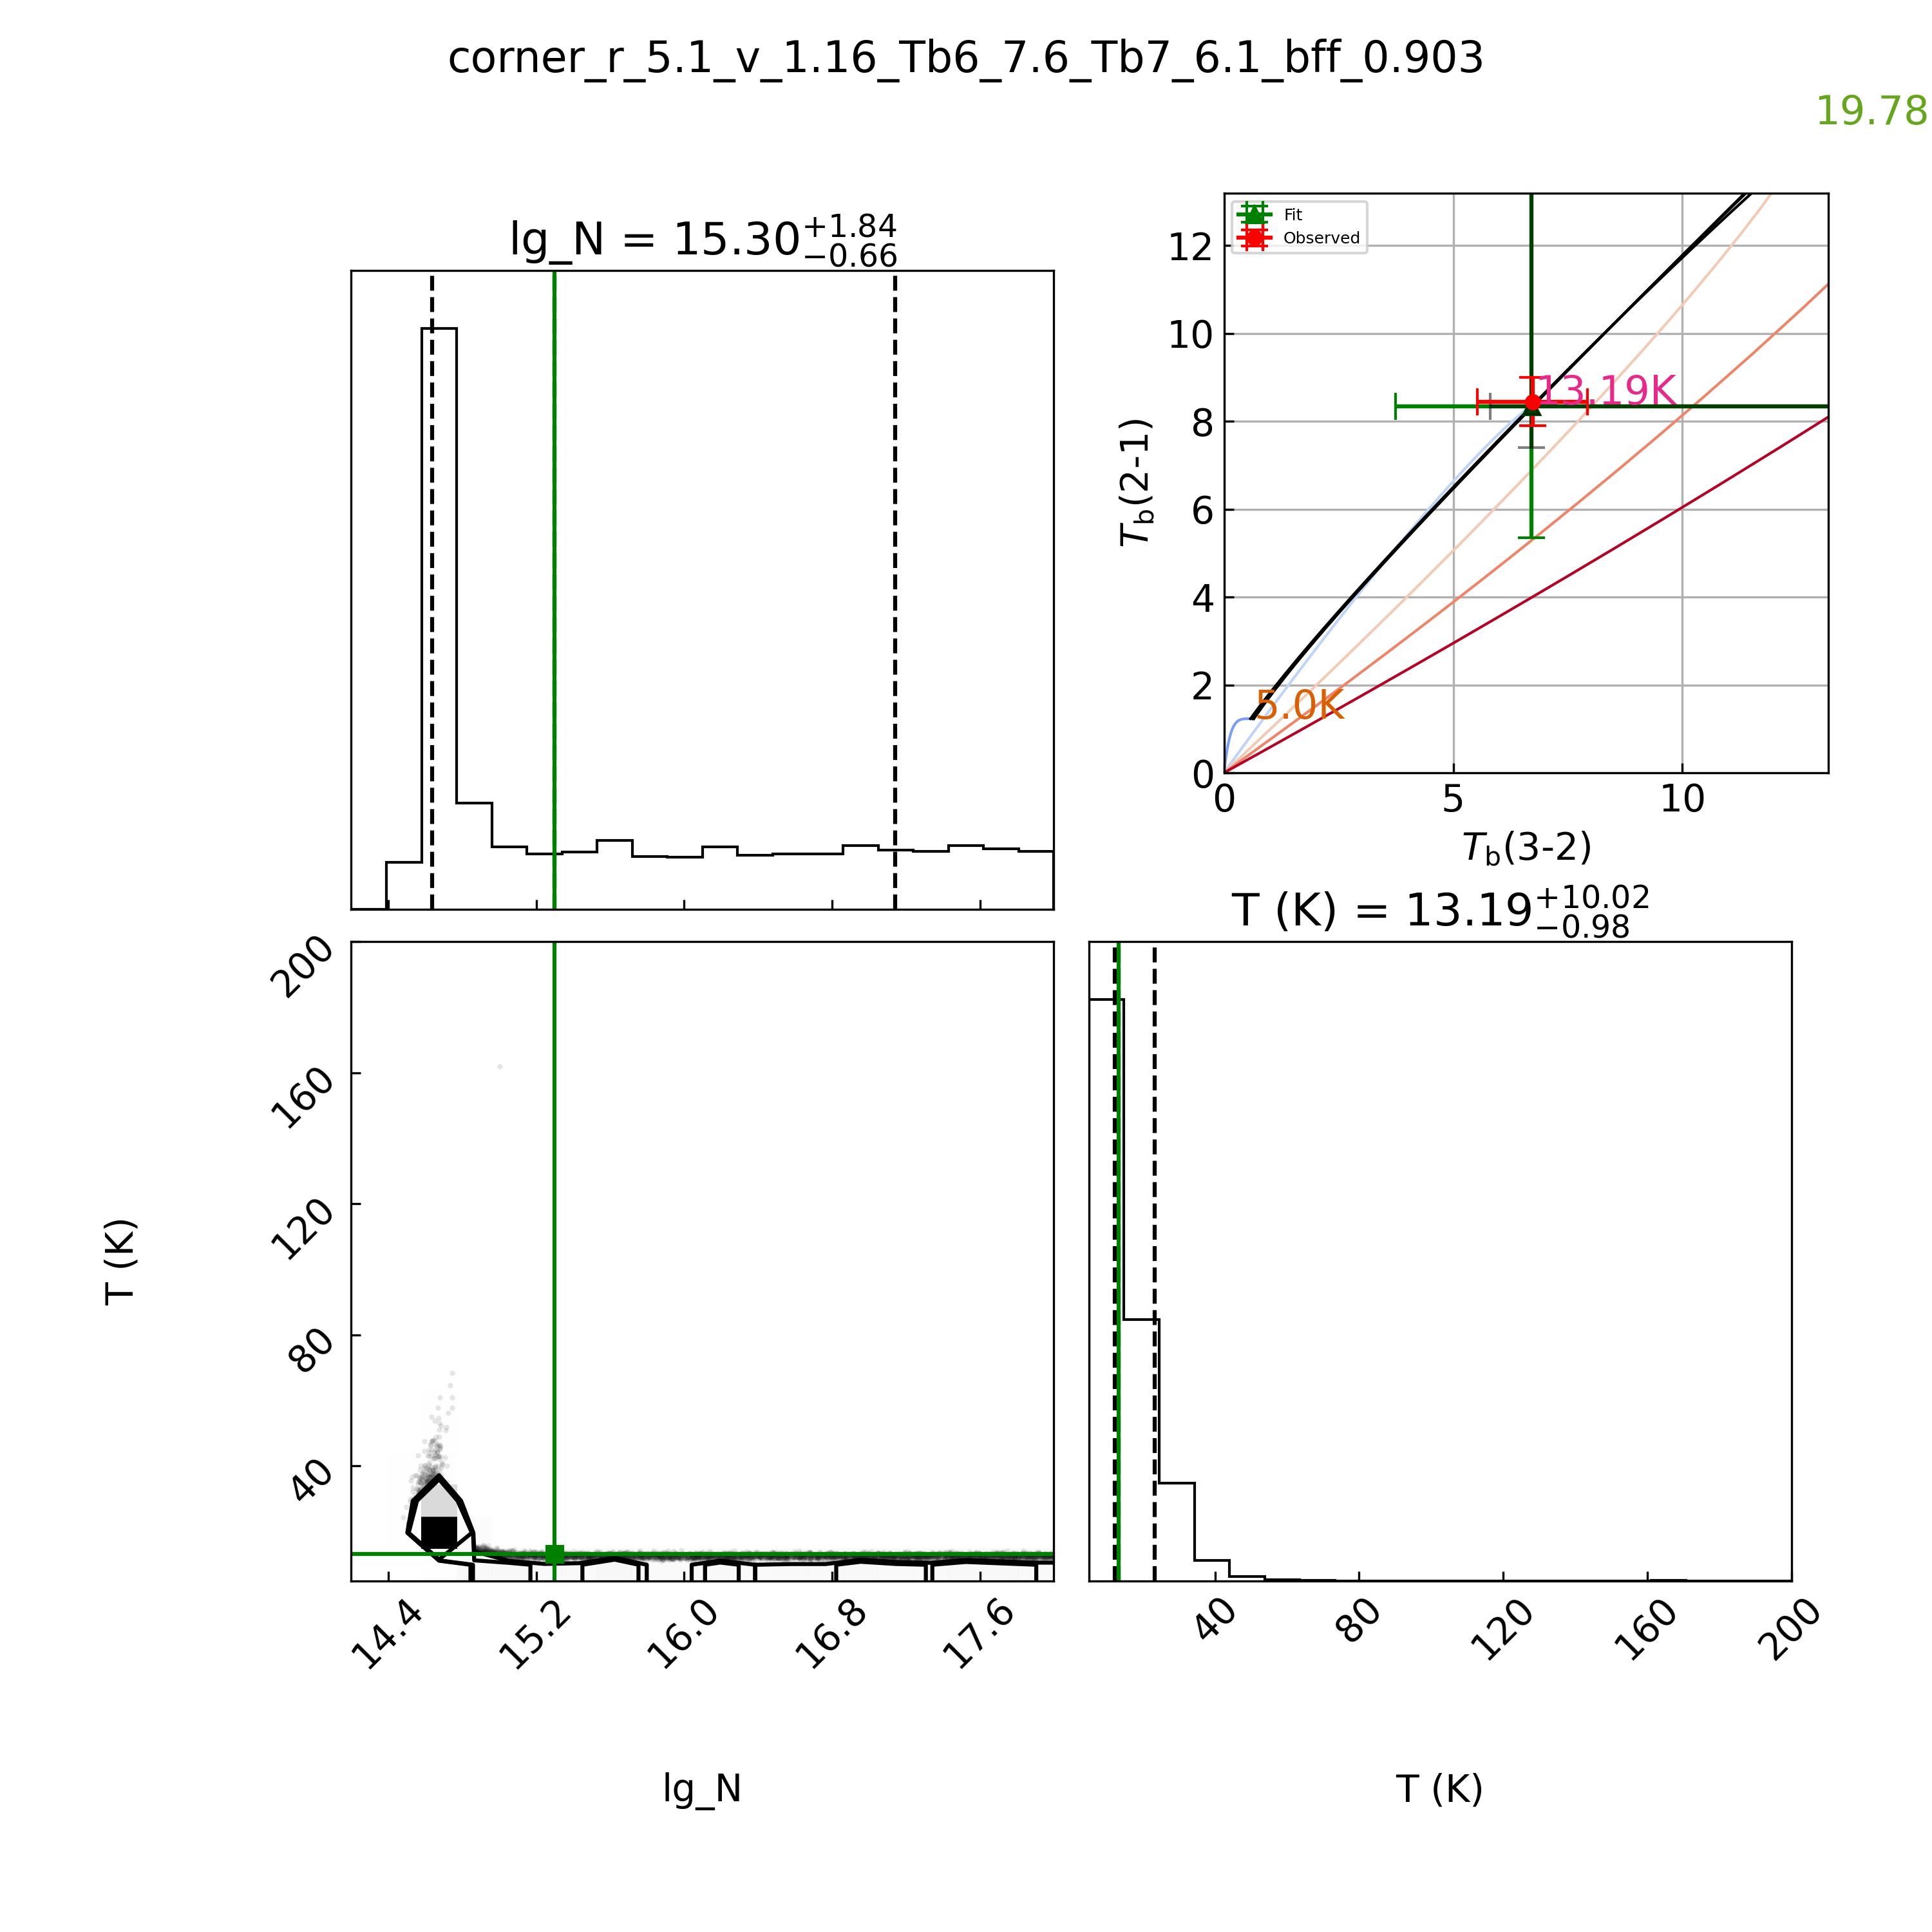 corner_r_5.1_v_1.16_Tb6_7.6_Tb7_6.1_bff_0.903
19.78
lg_N = 15.30+1.84−0.66
Fit
Observed
13.19K
5.0K
12
10
8
6
4
2
0
0 5 10
Tb(2-1)
Tb(3-2)
T (K) = 13.19+10.02−0.98
200
160
120
80
40
T (K)
14.4 15.2 16.0 16.8 17.6
lg_N
40 80 120 160 200
T (K)